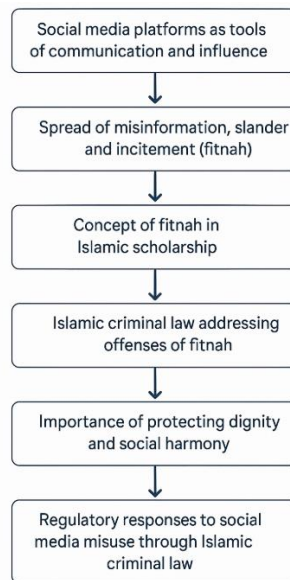 Social media platforms as tools
of communication and influence
Spread of misinformation, slander
and incitement (fitnah)
Concept of fitnah in
Islamic scholarship
Islamic criminal law addressing
offenses of fitnah
Importance of protecting dignity
and social harmony
Regulatory responses to social
media misuse through Islamic
criminal law